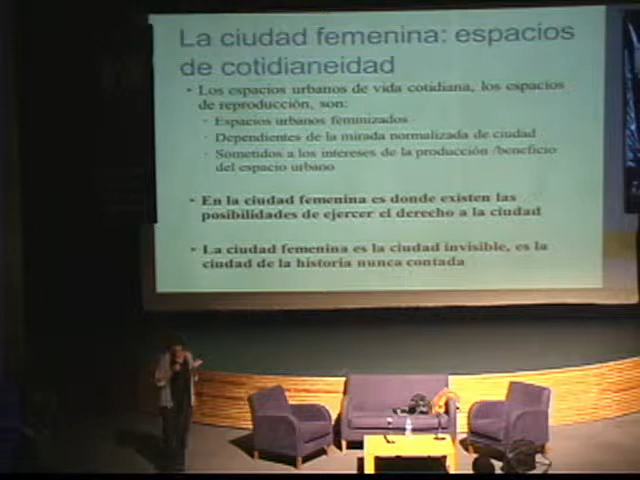 La ciudad femenina: espacios
de cotidianeidad
• Los espacios urbanos de vida cotidiana, los espacios
de reproducción, son:
· Espacios urbanos feminizados
· Dependientes de la mirada normalizada de ciudad
· Sometidos a los intereses de la producción /beneficio
del espacio urbano
• En la ciudad femenina es donde existen las
posibilidades de ejercer el derecho a la ciudad
• La ciudad femenina es la ciudad invisible, es la
ciudad de la historia nunca contada